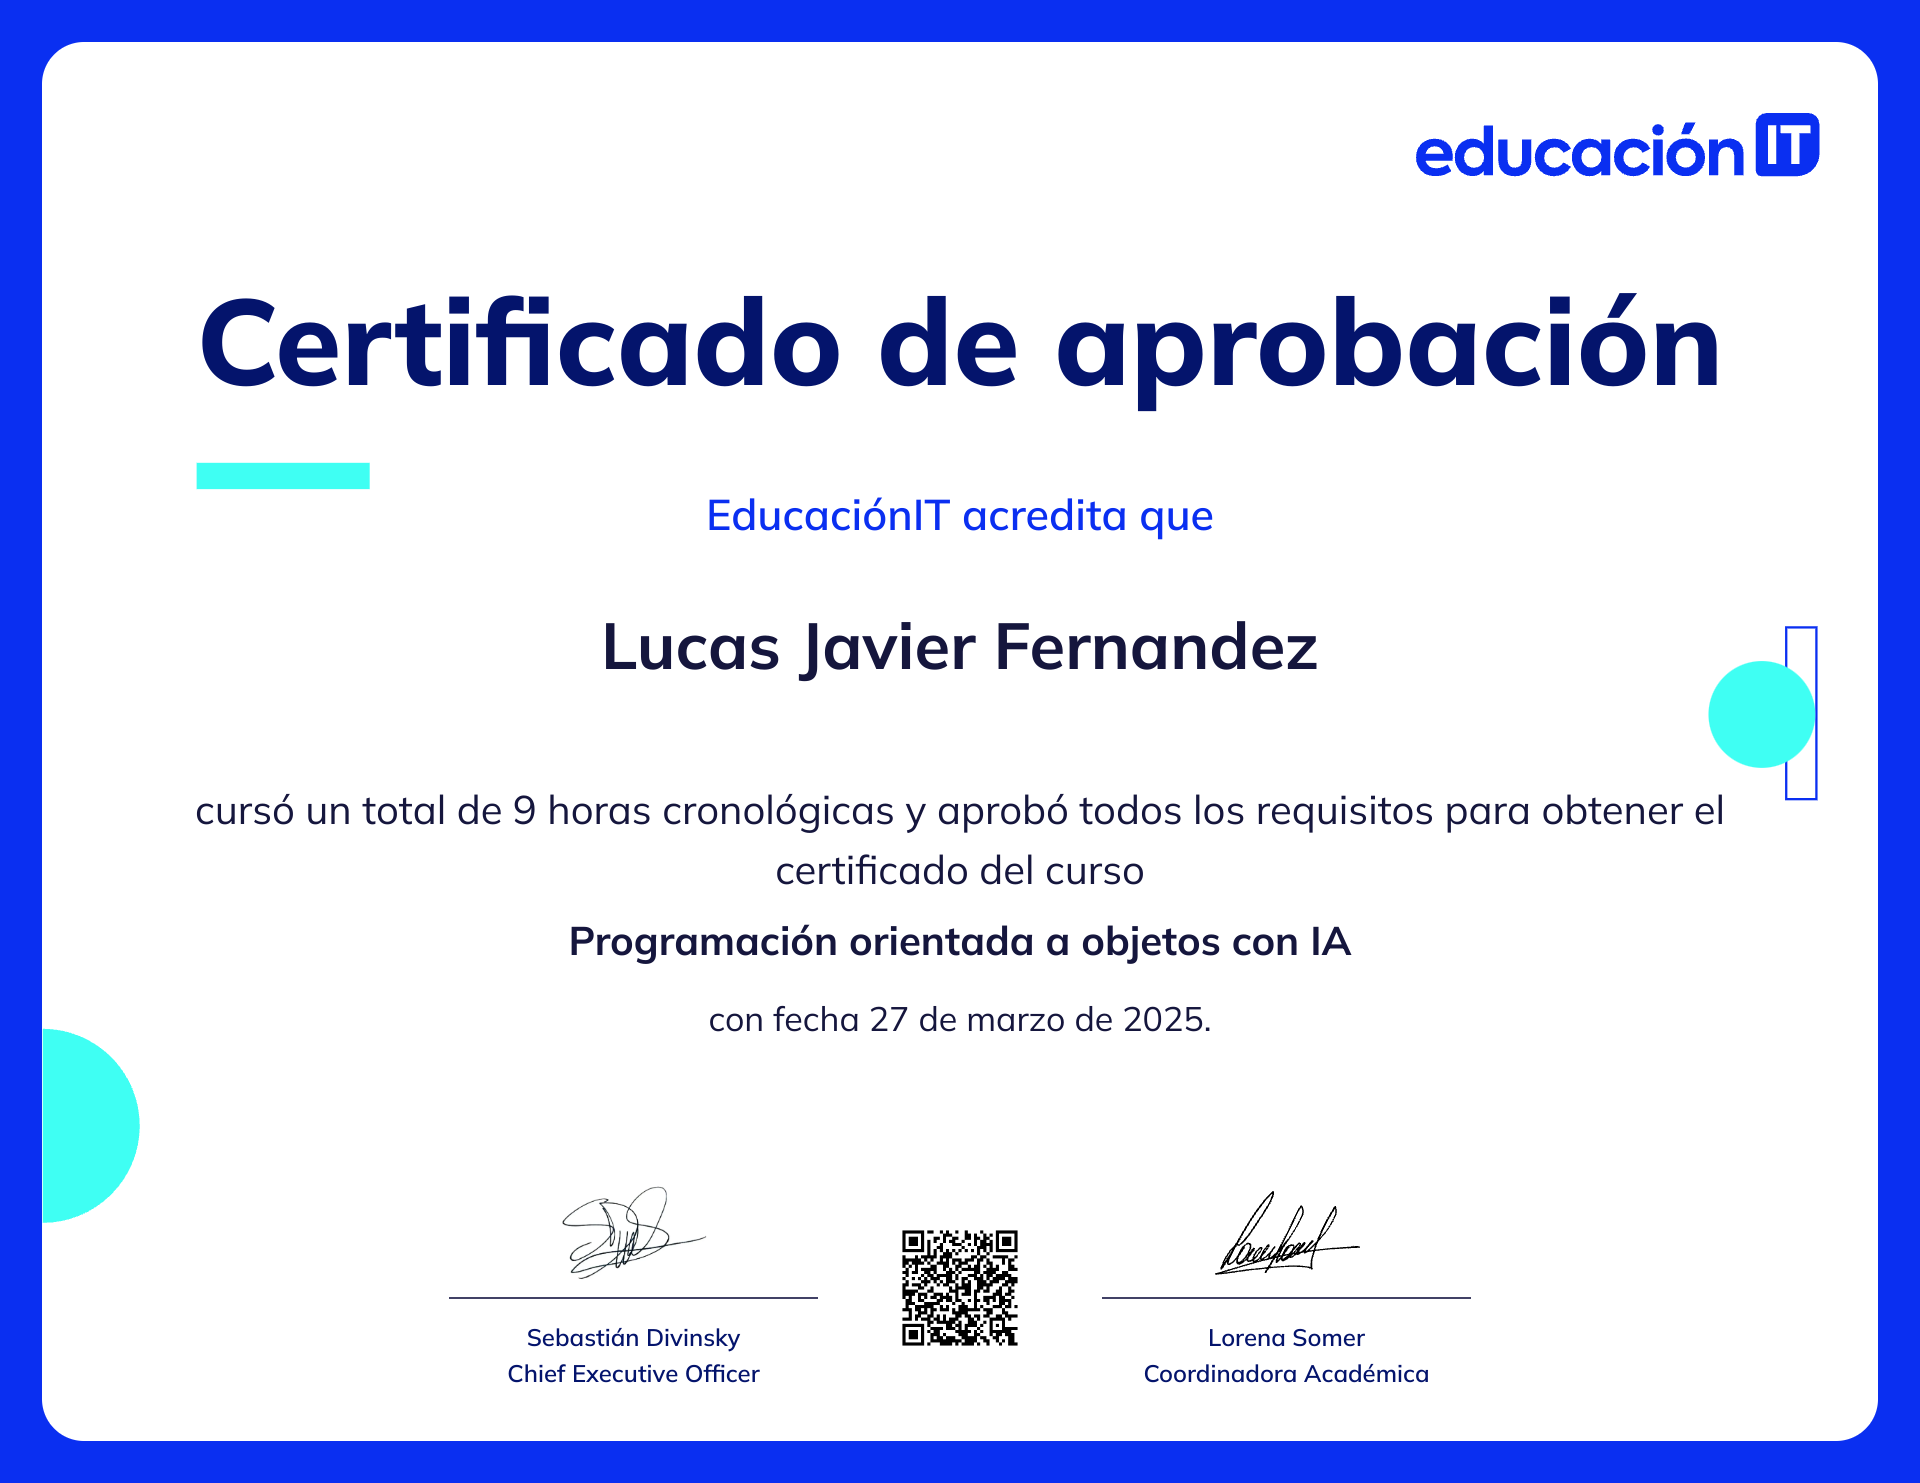 educaciónIT
Certificado de aprobación
EducaciónIT acredita que
Lucas Javier Fernandez
cursó un total de 9 horas cronológicas y aprobó todos los requisitos para obtener el
certificado del curso
Programación orientada a objetos con IA
con fecha 27 de marzo de 2025.
Sebastián Divinsky
Chief Executive Officer
Lorena Somer
Coordinadora Académica